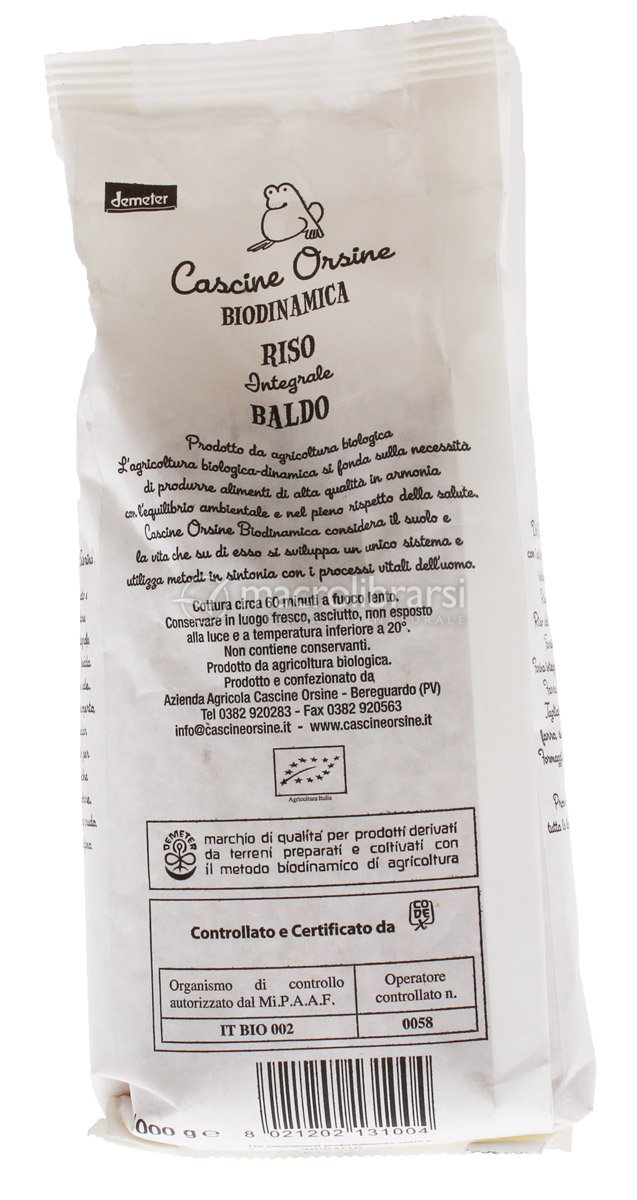 demeter
Cascine Orsine
BIODINAMICA
RISO
Integrale
BALDO
Prodotto da agricoltura biologica
L'agricoltura biologica-dinamica si fonda sulla necessità
di produrre alimenti di alta qualità in armonia
con l'equilibrio ambientale e nel pieno rispetto della salute.
Cascine Orsine Biodinamica considera il suolo e
la vita che su di esso si sviluppa un unico sistema e
utilizza metodi in sintonia con i processi vitali dell'uomo.
macrolibrarsi
Cottura circa 60 minuti a fuoco lento.
Conservare in luogo fresco, asciutto, non esposto
alla luce e a temperatura inferiore a 20°.
Non contiene conservanti.
Prodotto da agricoltura biologica.
Prodotto e confezionato da
Azienda Agricola Cascine Orsine - Bereguardo (PV)
Tel 0382 920283 - Fax 0382 920563
info@cascineorsine.it - www.cascineorsine.it
Agricoltura Italia
DEMETER
marchio di qualità per prodotti derivati
da terreni preparati e coltivati con
il metodo biodinamico di agricoltura
Controllato e Certificato da
CODEX
Organismo di controllo
autorizzato dal Mi.P.A.A.F.
Operatore
controllato n.
IT BIO 002
0058
000 g e
8 021202 131004